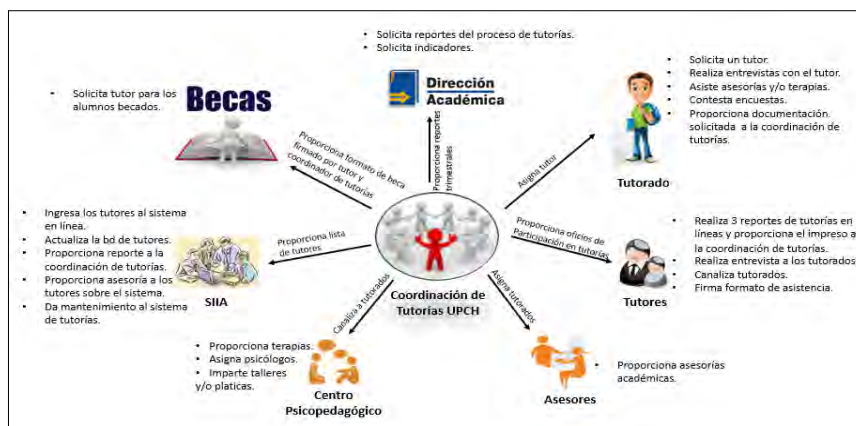 • Solicita reportes del proceso de tutorías.
• Solicita indicadores.
Dirección
Académica
• Solicita tutor para los
alumnos becados.
Becas
• Solicita un tutor.
• Realiza entrevistas con el tutor.
• Asiste asesorías y/o terapias.
• Contesta encuestas.
• Proporciona documentación
solicitada a la coordinación de
tutorías.
Tutorado
Proporciona formato de beca
firmado por tutor y
coordinador de tutorías
Proporciona reportes
trimestrales
Asigna tutor
• Ingresa los tutores al sistema
en línea.
• Actualiza la bd de tutores.
• Proporciona reporte a la
coordinación de tutorías.
• Proporciona asesoría a los
tutores sobre el sistema.
• Da mantenimiento al sistema
de tutorías.
SIIA
Proporciona lista
de tutores
Coordinación de
Tutorías UPCH
Proporciona oficios de
Participación en tutorías
• Realiza 3 reportes de tutorías en
líneas y proporciona el impreso a
la coordinación de tutorías.
• Realiza entrevista a los tutorados
• Canaliza tutorados.
• Firma formato de asistencia.
Tutores
Canaliza a tutorados
Asigna tutorados
• Proporciona terapias.
• Asigna psicólogos.
• Imparte talleres
y/o platicas.
Centro
Psicopedagógico
• Proporciona asesorías
académicas.
Asesores